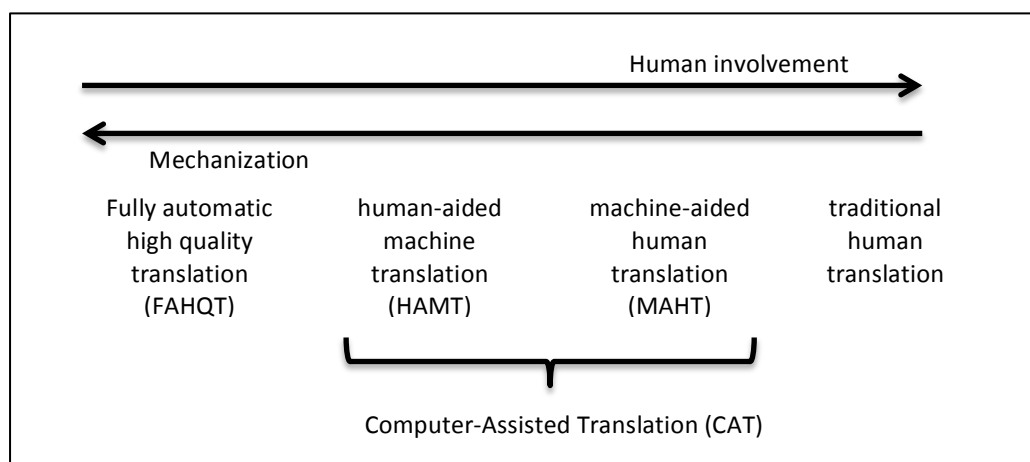 Human involvement
Mechanization
Fully automatic
high quality
translation
(FAHQT)
human-aided
machine
translation
(HAMT)
machine-aided
human
translation
(MAHT)
traditional
human
translation
Computer-Assisted Translation (CAT)